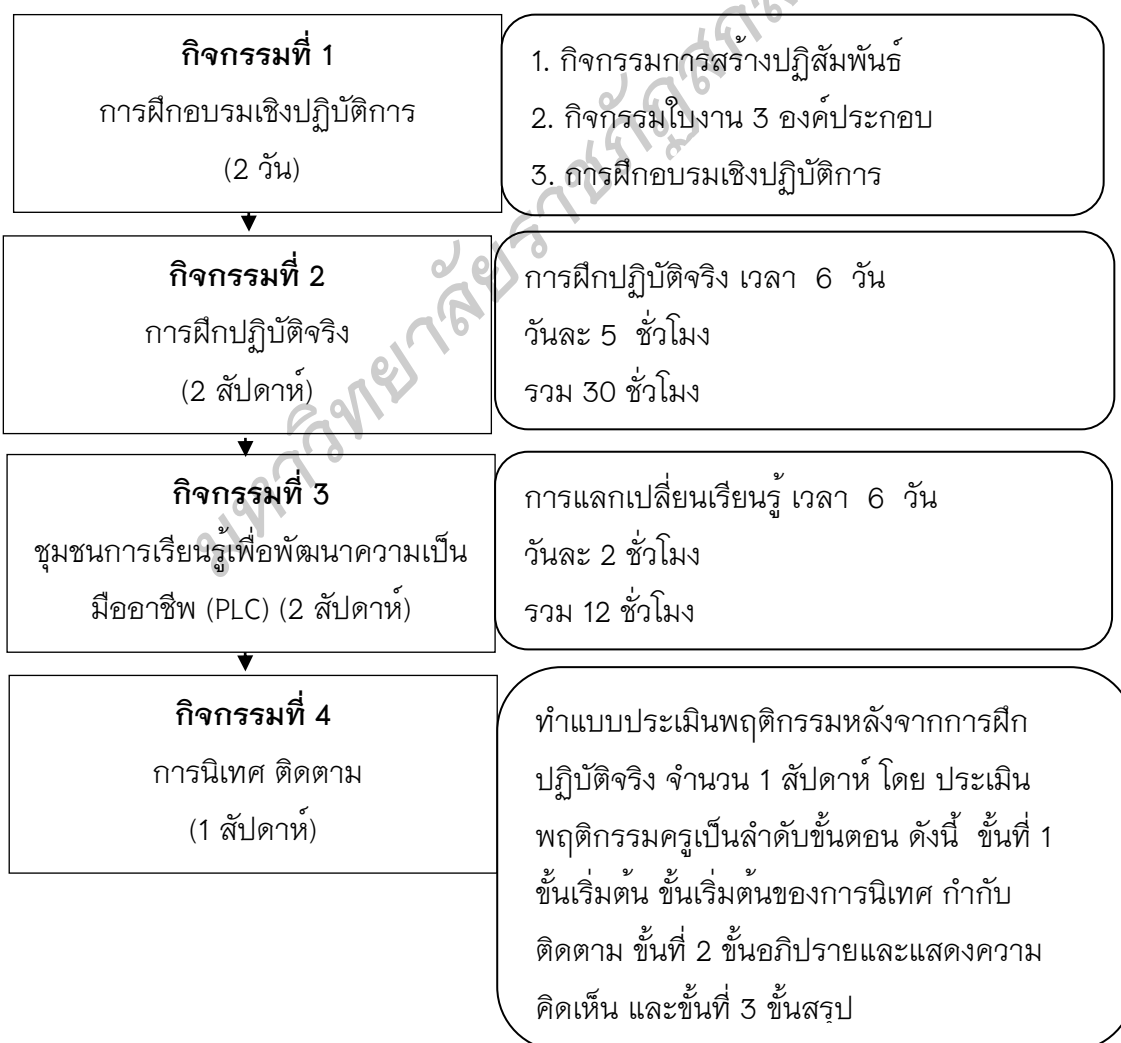 กิจกรรมที่ 1
การฝึกอบรมเชิงปฏิบัติการ
(2 วัน)
1. กิจกรรมการสร้างปฏิสัมพันธ์
2. กิจกรรมใบงาน 3 องค์ประกอบ
3. การฝึกอบรมเชิงปฏิบัติการ
กิจกรรมที่ 2
การฝึกปฏิบัติจริง
(2 สัปดาห์)
การฝึกปฏิบัติจริง เวลา 6 วัน
วันละ 5 ชั่วโมง
รวม 30 ชั่วโมง
กิจกรรมที่ 3
ชุมชนการเรียนรู้เพื่อพัฒนาความเป็น
มืออาชีพ (PLC) (2 สัปดาห์)
การแลกเปลี่ยนเรียนรู้ เวลา 6 วัน
วันละ 2 ชั่วโมง
รวม 12 ชั่วโมง
กิจกรรมที่ 4
การนิเทศ ติดตาม
(1 สัปดาห์)
ทำแบบประเมินพฤติกรรมหลังจากการฝึก
ปฏิบัติจริง จำนวน 1 สัปดาห์ โดย ประเมิน
พฤติกรรมครูเป็นลำดับขั้นตอน ดังนี้ ขั้นที่ 1
ขั้นเริ่มต้น ขั้นเริ่มต้นของการนิเทศ กำกับ
ติดตาม ขั้นที่ 2 ขั้นอภิปรายและแสดงความ
คิดเห็น และขั้นที่ 3 ขั้นสรุป
มหาวิทยาลัยราชภัฏ